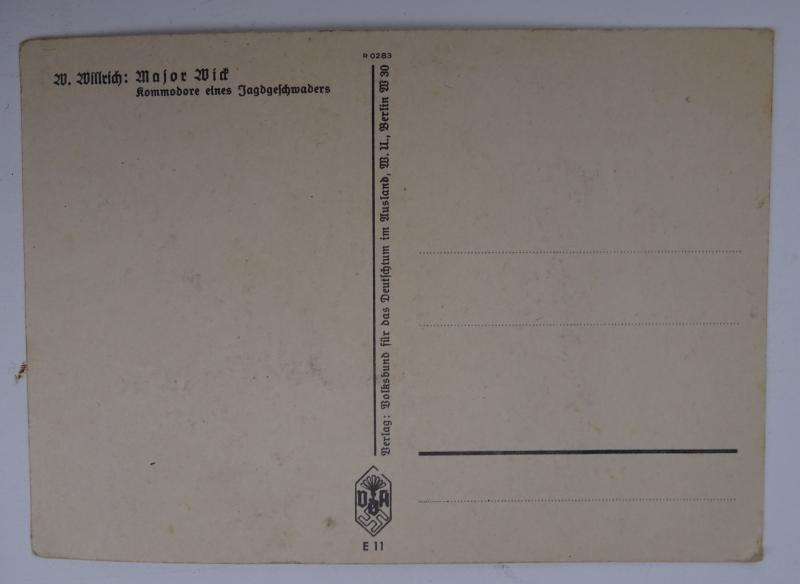 W. Willrich: Major Wick
Kommodore eines Jagdgeſchwaders
R 0283
Verlag: Volksbund für das Deutſchtum im Ausland, W. U., Berlin W 30
VDA
E 11